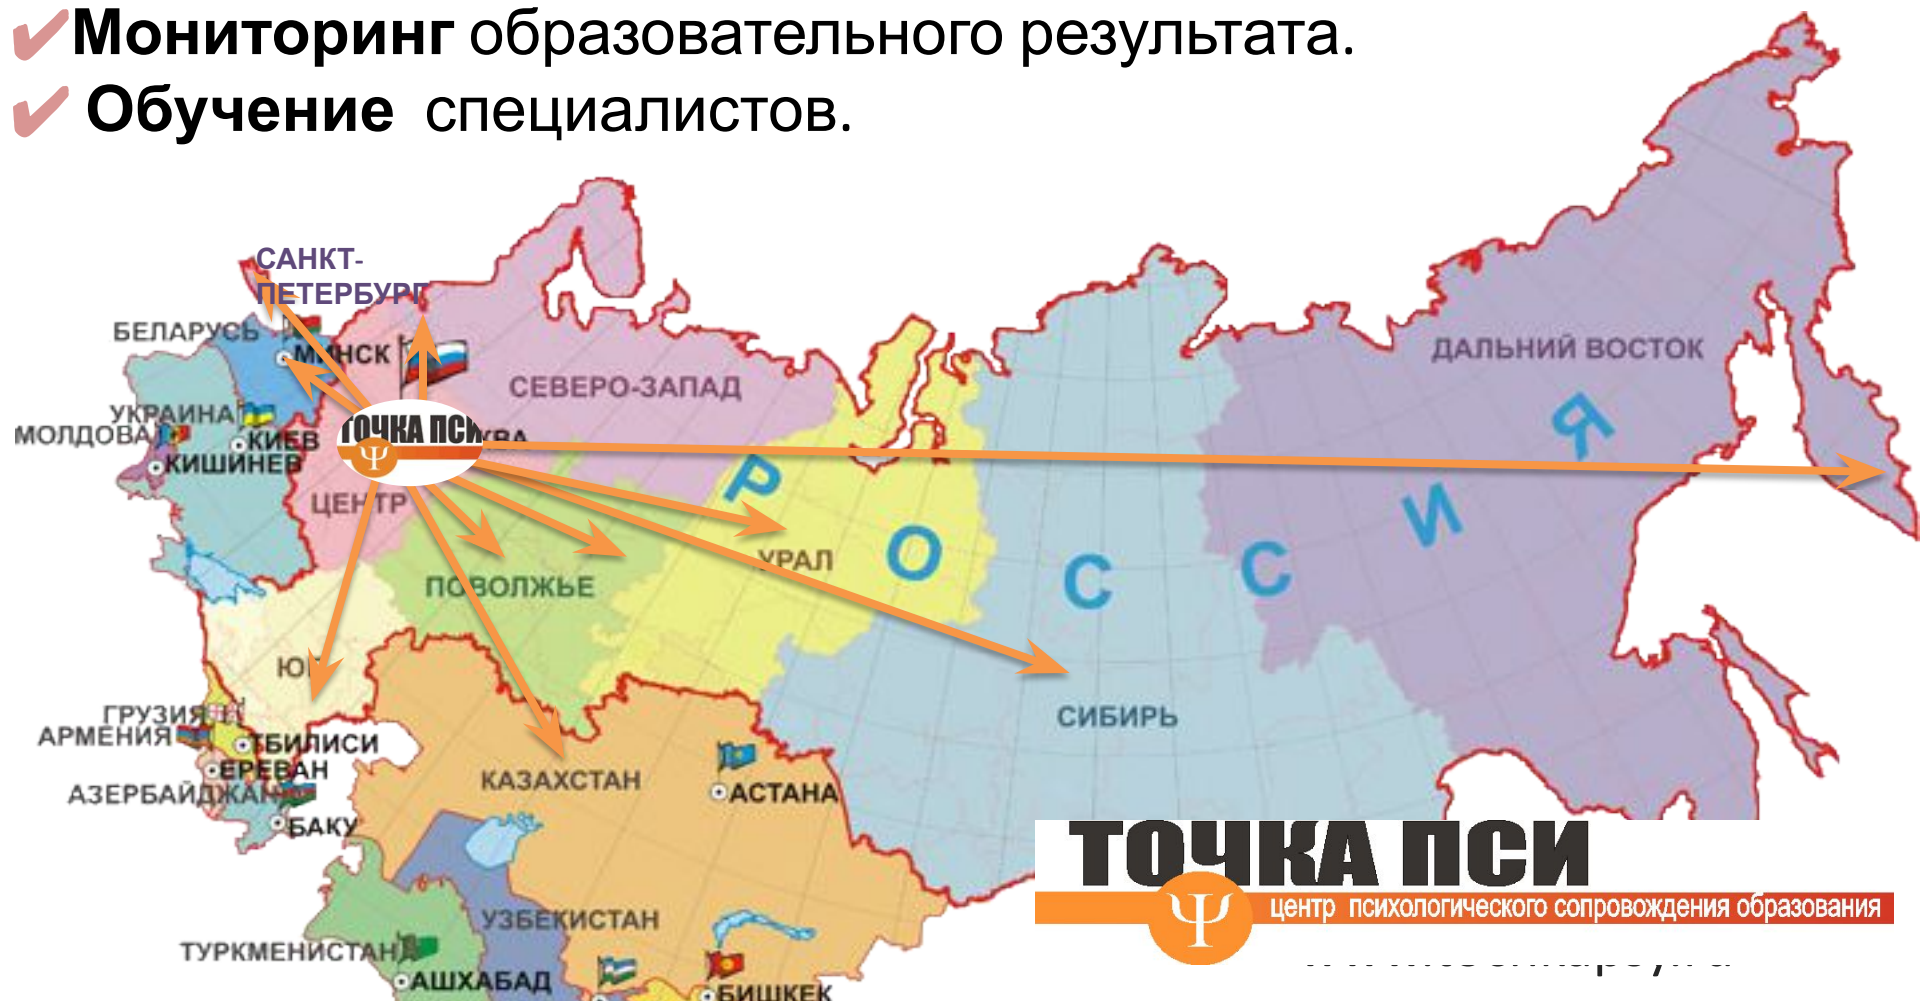 ✔Мониторинг образовательного результата.
✔ Обучение специалистов.
САНКТ-
ПЕТЕРБУРГ
БЕЛАРУСЬ
МИНСК
СЕВЕРО-ЗАПАД
ДАЛЬНИЙ ВОСТОК
УКРАИНА
МОЛДОВА
КИЕВ
КИШИНЕВ
ТОЧКА ПСИ
Ψ
ЦЕНТР
РОССИЯ
УРАЛ
ПОВОЛЖЬЕ
ЮГ
СИБИРЬ
ГРУЗИЯ
АРМЕНИЯ
ТБИЛИСИ
ЕРЕВАН
АЗЕРБАЙДЖАН
БАКУ
КАЗАХСТАН
АСТАНА
ТОЧКА ПСИ
Ψ центр психологического сопровождения образования
УЗБЕКИСТАН
ТУРКМЕНИСТАН
АШХАБАД
БИШКЕК